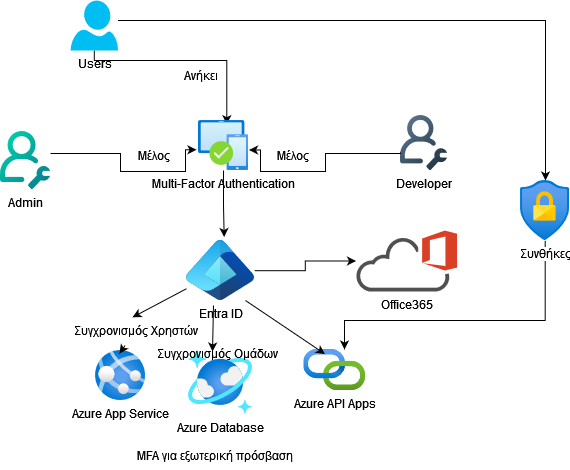 Users
Ανήκει
Μέλος
Μέλος
Multi-Factor Authentication
Admin
Developer
Συνθήκες
Entra ID
Office365
Συγχρονισμός Χρηστών
Συγχρονισμός Ομάδων
Azure App Service
Azure Database
Azure API Apps
MFA για εξωτερική πρόσβαση